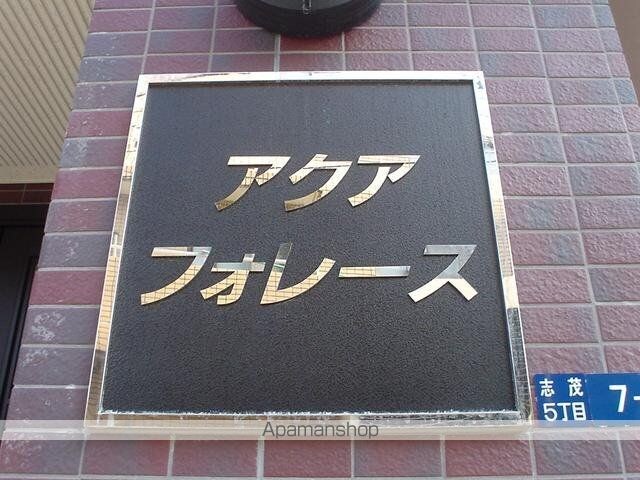 アクア
フォレース
志茂
5丁目
7-
Apamanshop